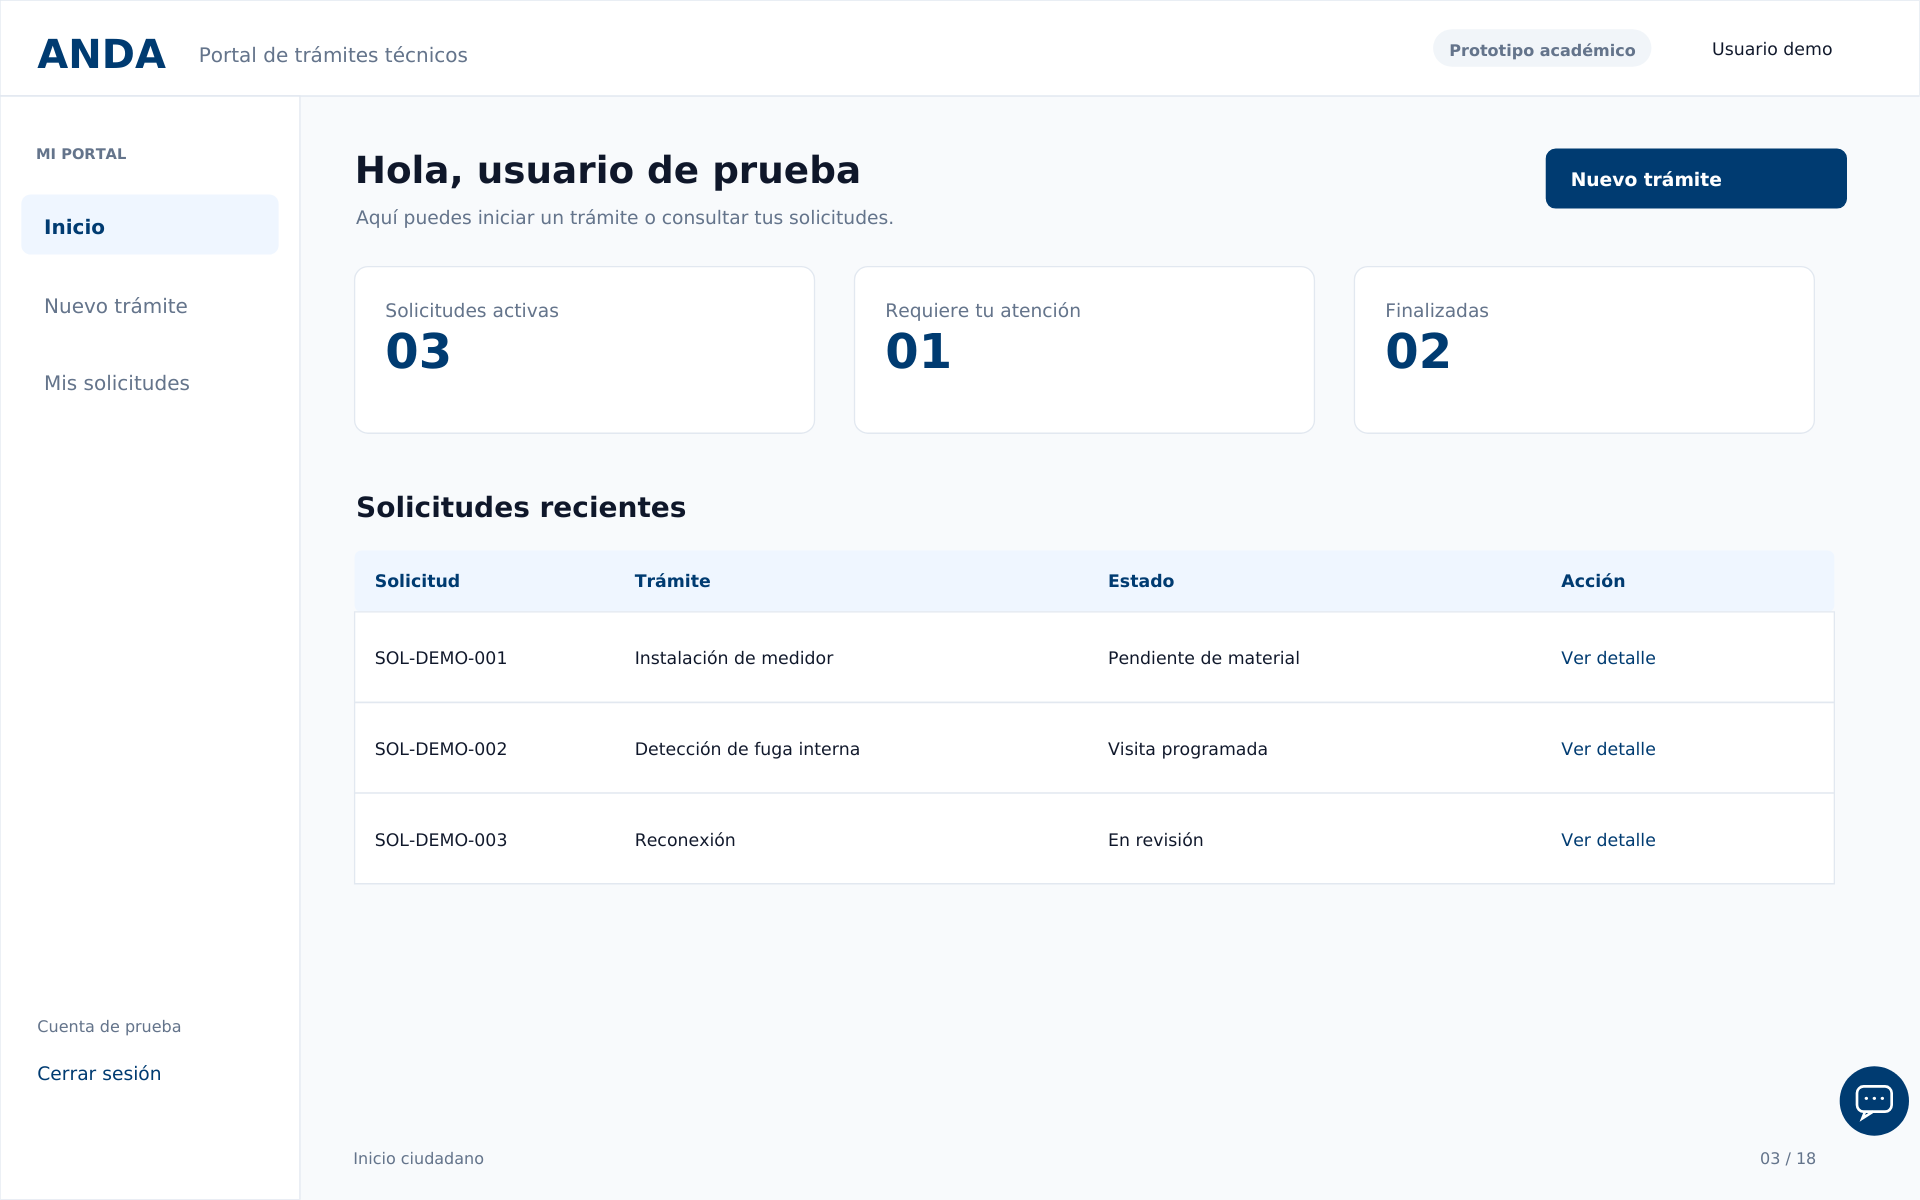 ANDA Portal de trámites técnicos Prototipo académico Usuario demo
MI PORTAL
Inicio
Nuevo trámite
Mis solicitudes
Cuenta de prueba
Cerrar sesión
Hola, usuario de prueba
Aquí puedes iniciar un trámite o consultar tus solicitudes.
Nuevo trámite
Solicitudes activas
03
Requiere tu atención
01
Finalizadas
02
Solicitudes recientes
Solicitud Trámite Estado Acción
SOL-DEMO-001 Instalación de medidor Pendiente de material Ver detalle
SOL-DEMO-002 Detección de fuga interna Visita programada Ver detalle
SOL-DEMO-003 Reconexión En revisión Ver detalle
Inicio ciudadano 03 / 18